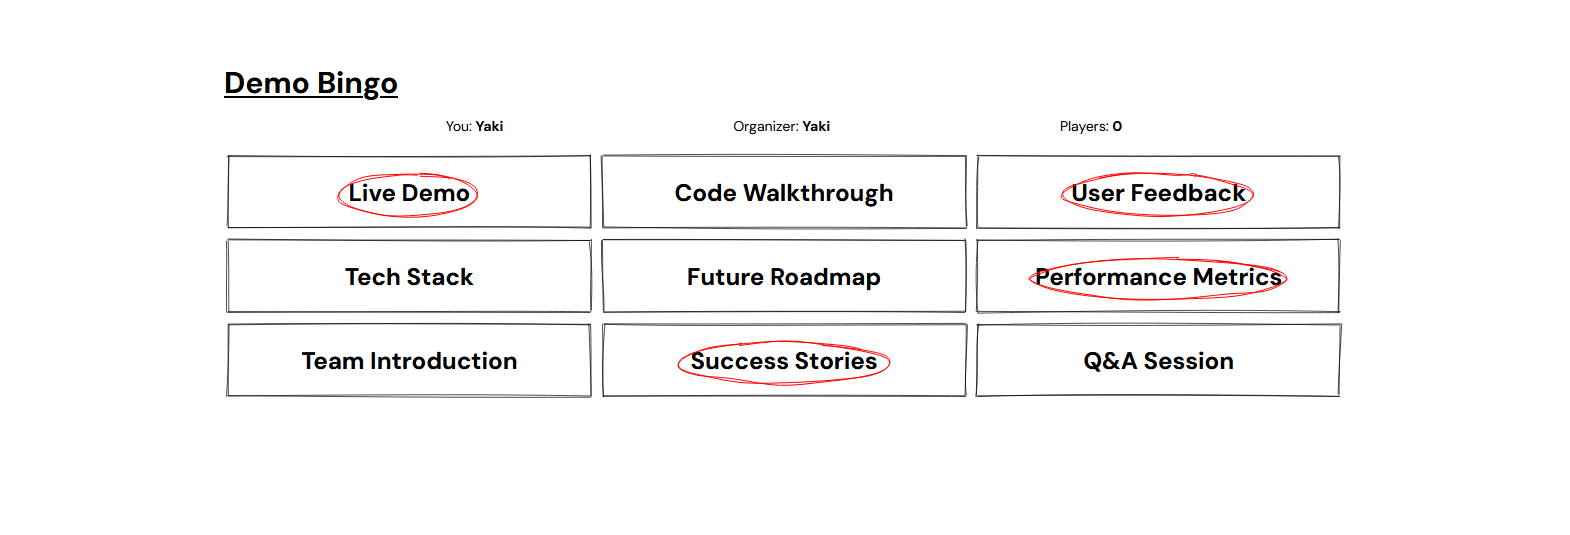 Demo Bingo
You: Yaki Organizer: Yaki Players: 0
Live Demo Code Walkthrough User Feedback
Tech Stack Future Roadmap Performance Metrics
Team Introduction Success Stories Q&A Session